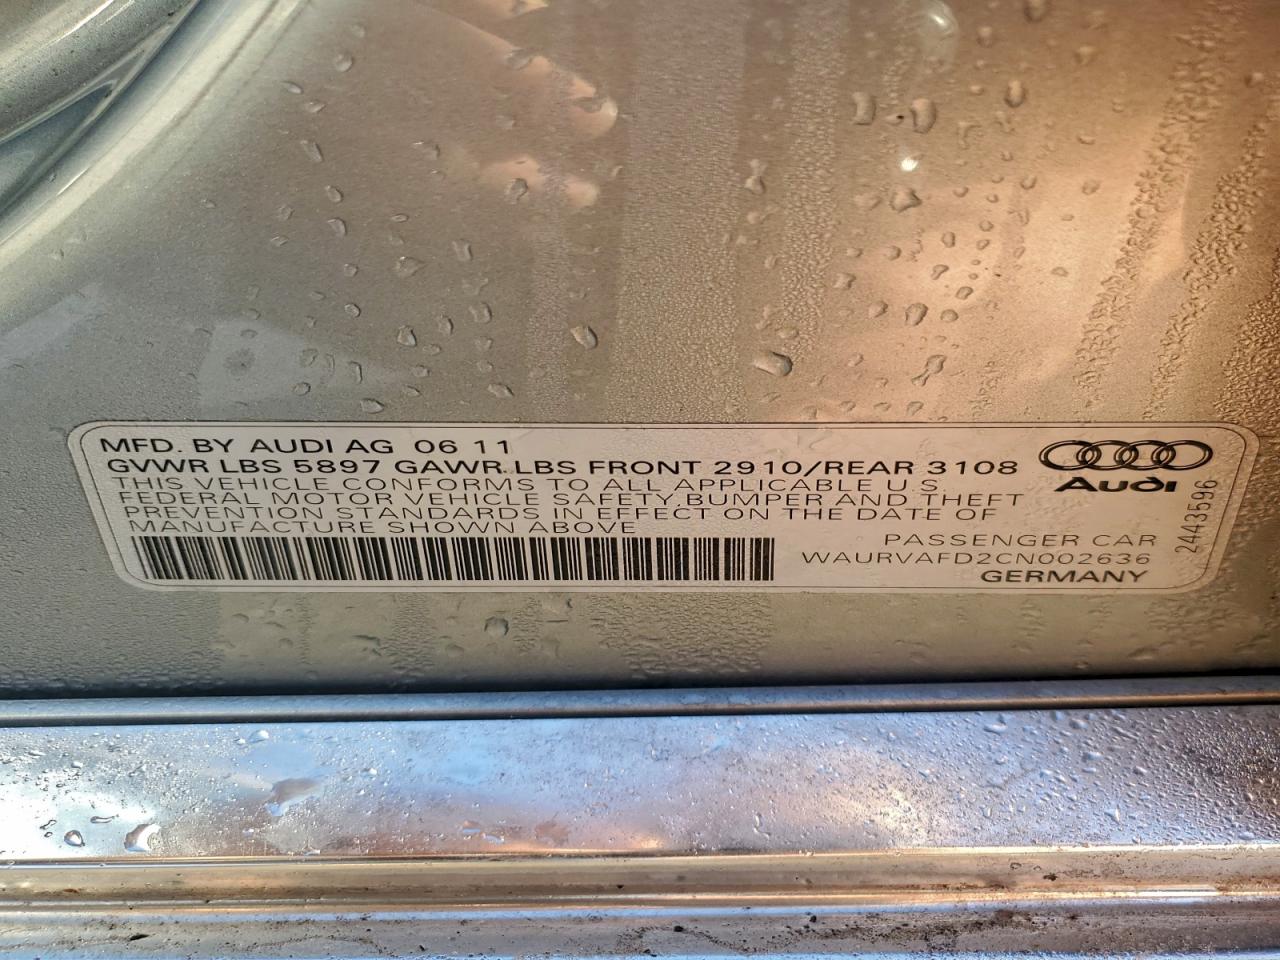 MFD. BY AUDI AG 06 11
GVWR LBS 5897 GAWR LBS FRONT 2910/REAR 3108
THIS VEHICLE CONFORMS TO ALL APPLICABLE U.S.
FEDERAL MOTOR VEHICLE SAFETY, BUMPER AND THEFT
PREVENTION STANDARDS IN EFFECT ON THE DATE OF
MANUFACTURE SHOWN ABOVE
PASSENGER CAR
WAURVAFD2CN002636
GERMANY
Audi
2443596